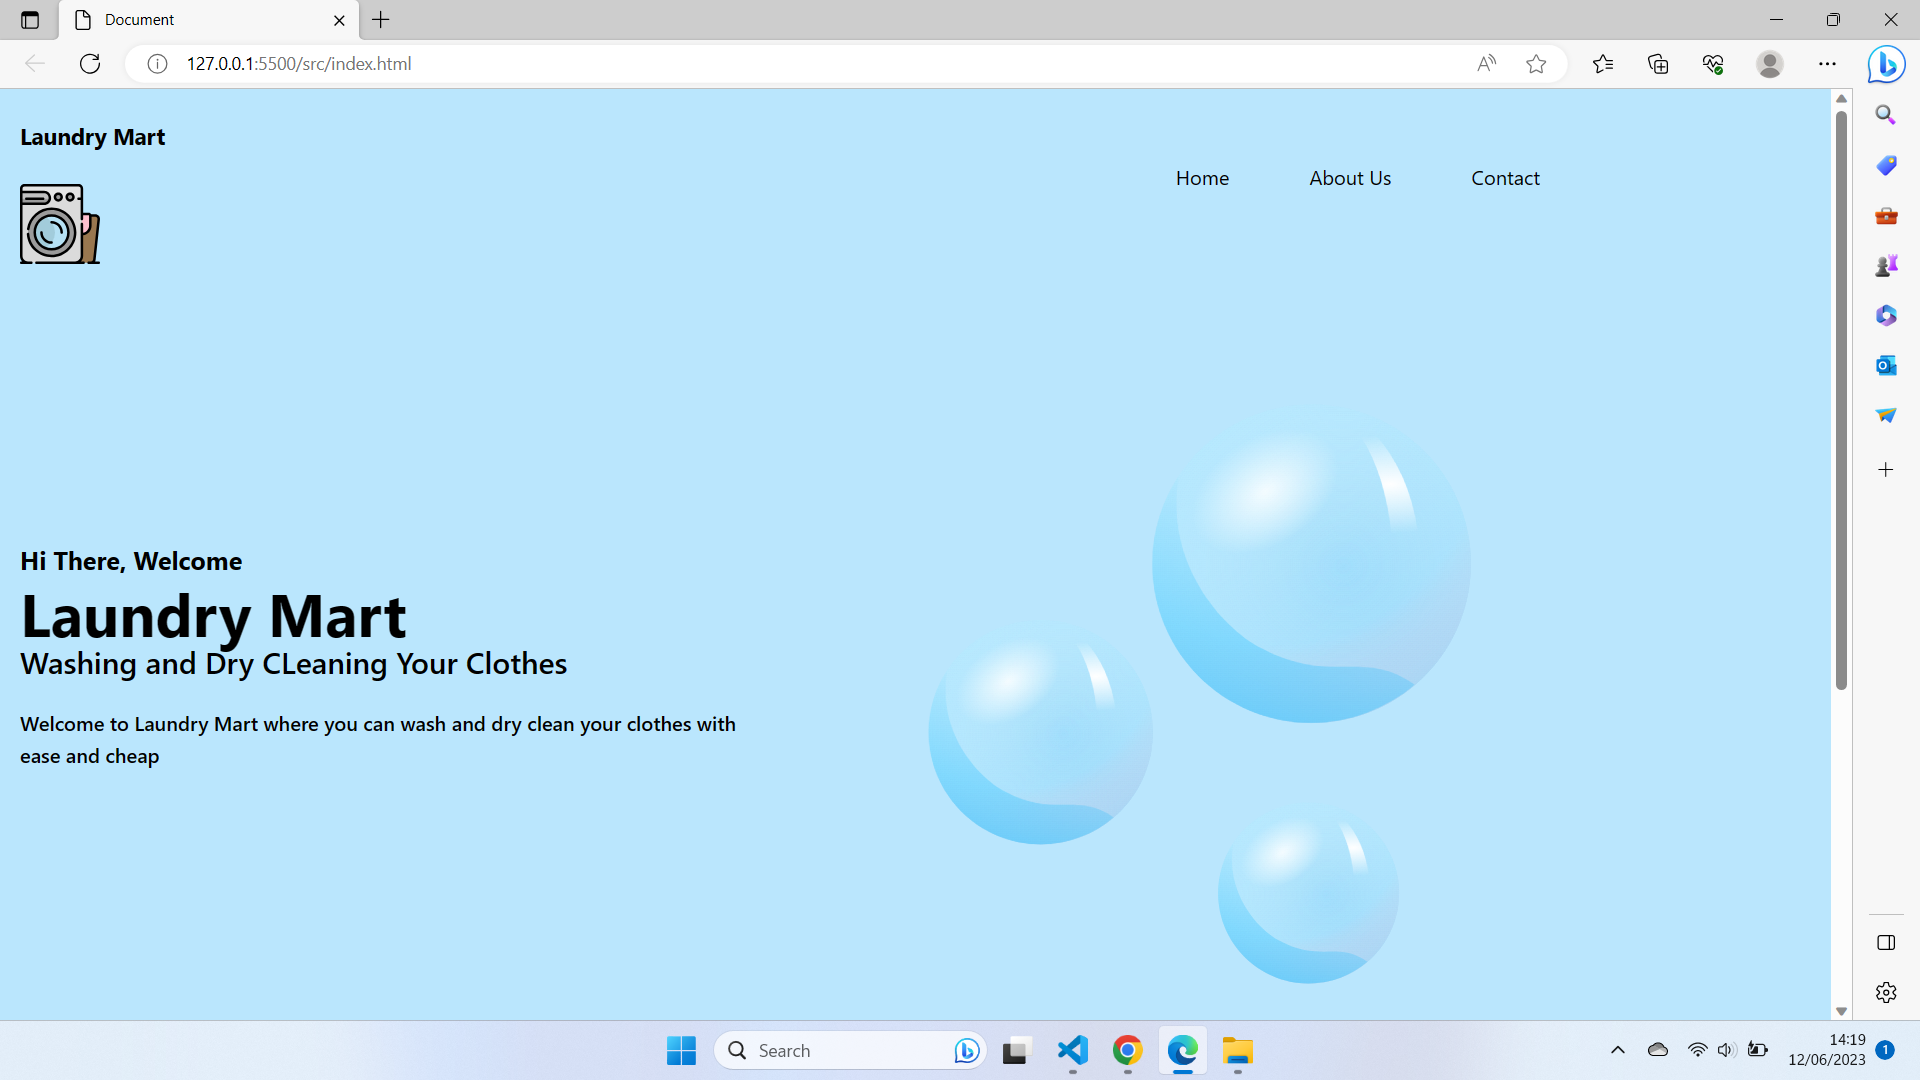 Document
127.0.0.1:5500/src/index.html
Laundry Mart
Home
About Us
Contact
Hi There, Welcome
Laundry Mart
Washing and Dry CLeaning Your Clothes
Welcome to Laundry Mart where you can wash and dry clean your clothes with
ease and cheap
Search
14:19
12/06/2023
1